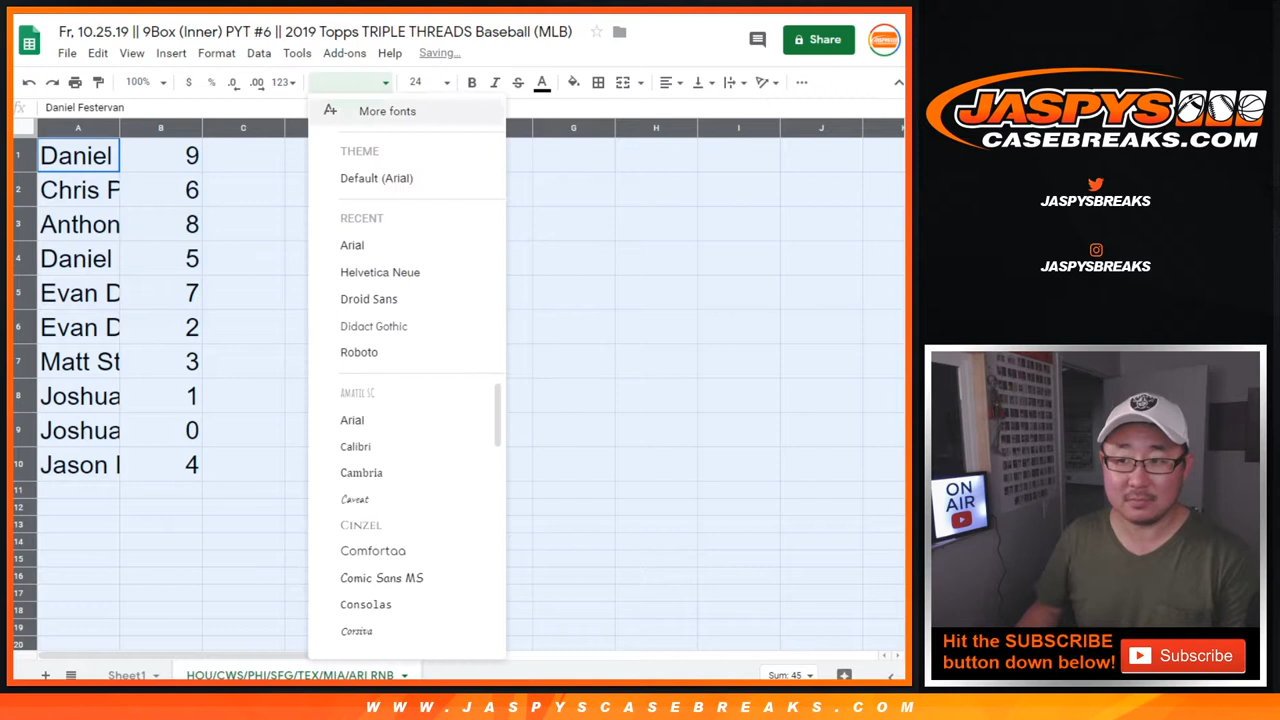 Fr, 10.25.19 || 9Box (Inner) PYT #6 || 2019 Topps TRIPLE THREADS Baseball (MLB)
File Edit View Insert Format Data Tools Add-ons Help Saving…
Share
100% $ % .0 .00 123 24 B I S A
fx Daniel Festervan
A B C G H I J
1 Daniel 9
2 Chris P 6
3 Anthon 8
4 Daniel 5
5 Evan D 7
6 Evan D 2
7 Matt St 3
8 Joshua 1
9 Joshua 0
10 Jason 4
11
12
13
14
15
16
17
18
19
20
More fonts
THEME
Default (Arial)
RECENT
Arial
Helvetica Neue
Droid Sans
Didact Gothic
Roboto
AMATIC SC
Arial
Calibri
Cambria
Caveat
CINZEL
Comfortaa
Comic Sans MS
Consolas
Corsiva
Sheet1 HOU/CWS/PHI/SFG/TEX/MIA/ARI RNB Sum: 45
JASPYS
CASEBREAKS.COM
JASPYSBREAKS
JASPYSBREAKS
ON
AIR
Hit the SUBSCRIBE
button down below!
Subscribe
WWW.JASPYSCASEBREAKS.COM